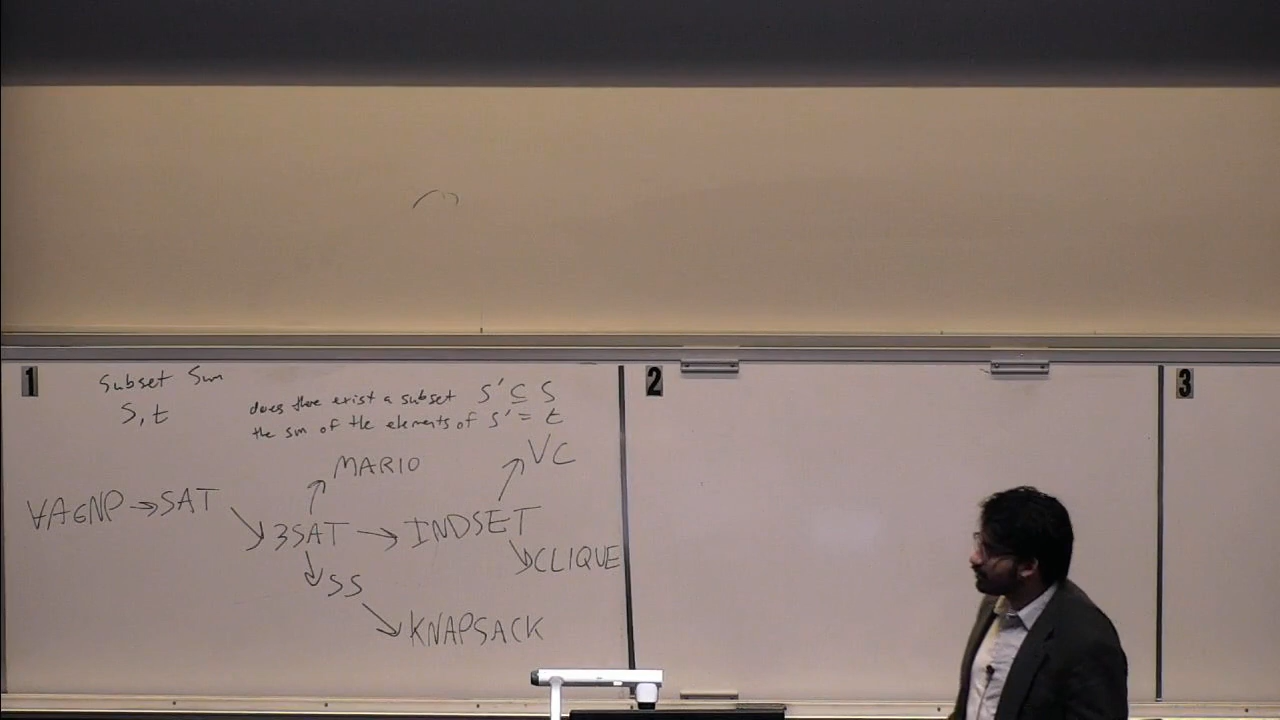 1
2
3
Subset Sum
S, t
does there exist a subset S' ⊆ S
the sum of the elements of S' = t
MARIO
VC
∀A∈NP → SAT
3SAT → INDSET
CLIQUE
SS
KNAPSACK